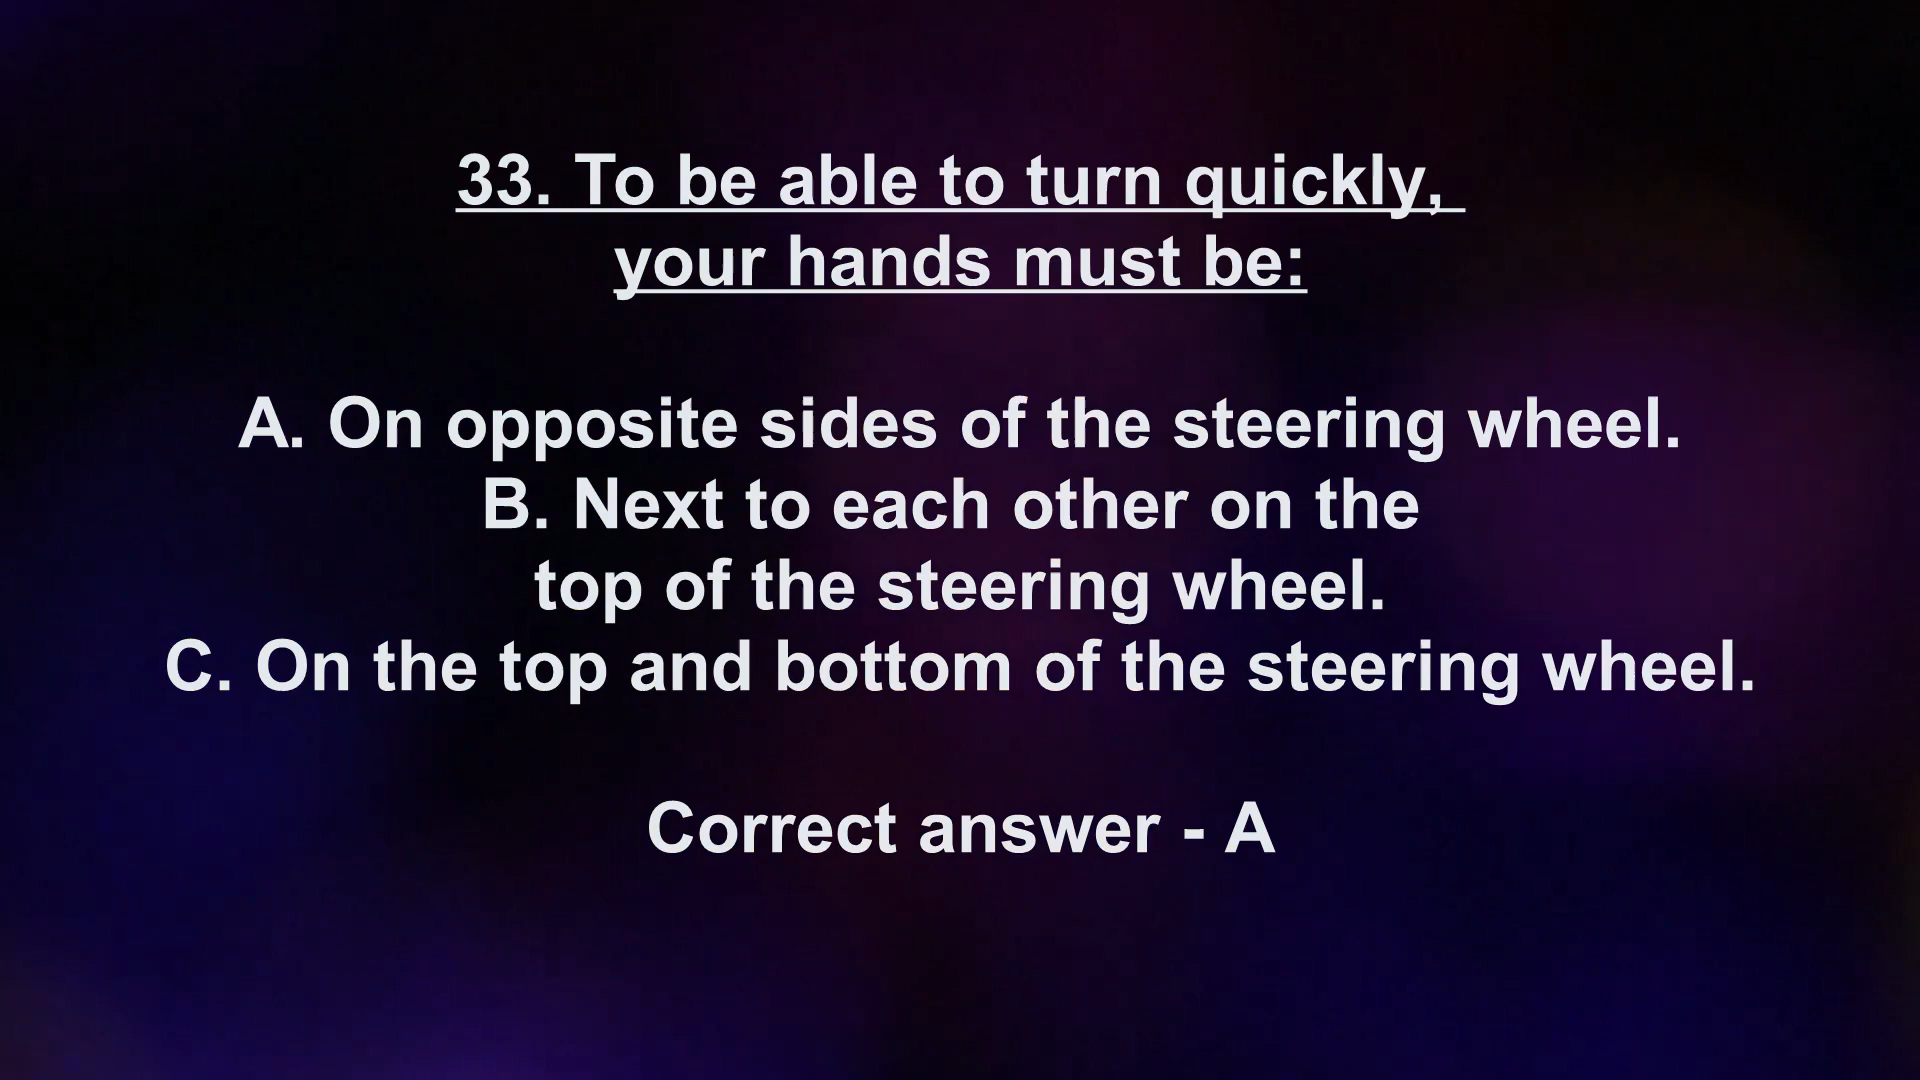 33. To be able to turn quickly,
your hands must be:
A. On opposite sides of the steering wheel.
B. Next to each other on the
top of the steering wheel.
C. On the top and bottom of the steering wheel.
Correct answer - A